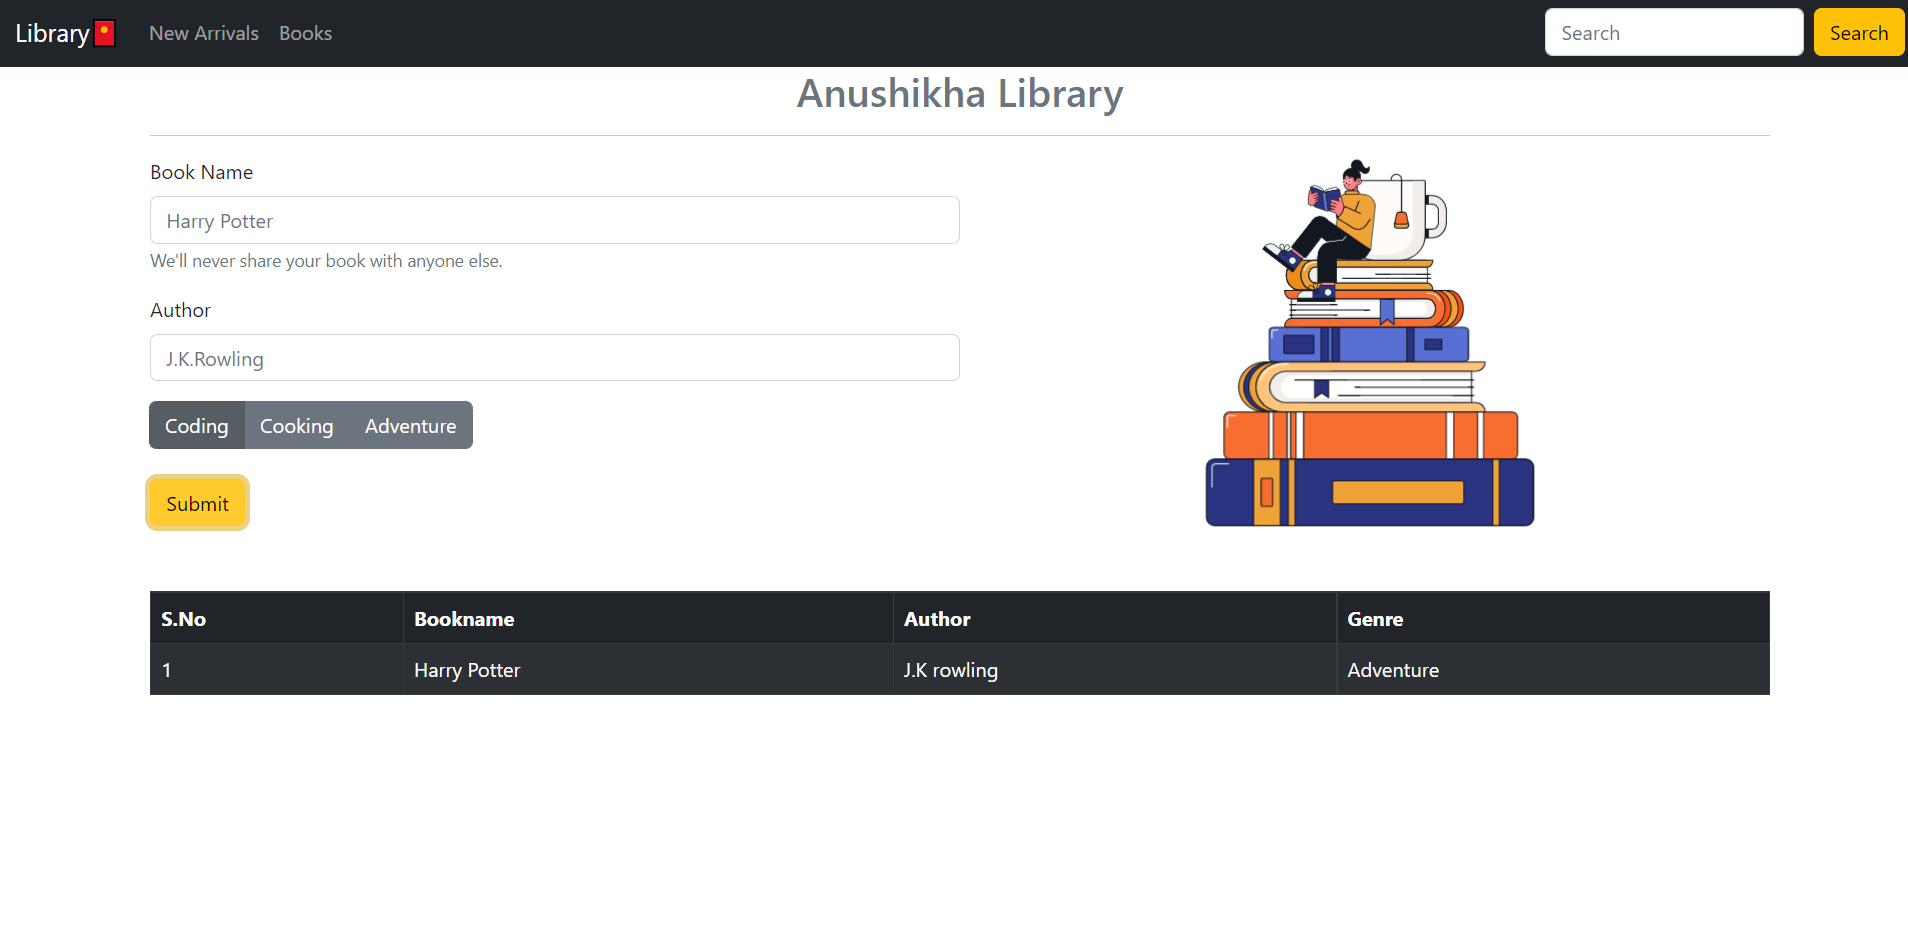 Library New Arrivals Books Search Search
Anushikha Library
Book Name
Harry Potter
We'll never share your book with anyone else.
Author
J.K.Rowling
Coding Cooking Adventure
Submit
S.No Bookname Author Genre
1 Harry Potter J.K rowling Adventure